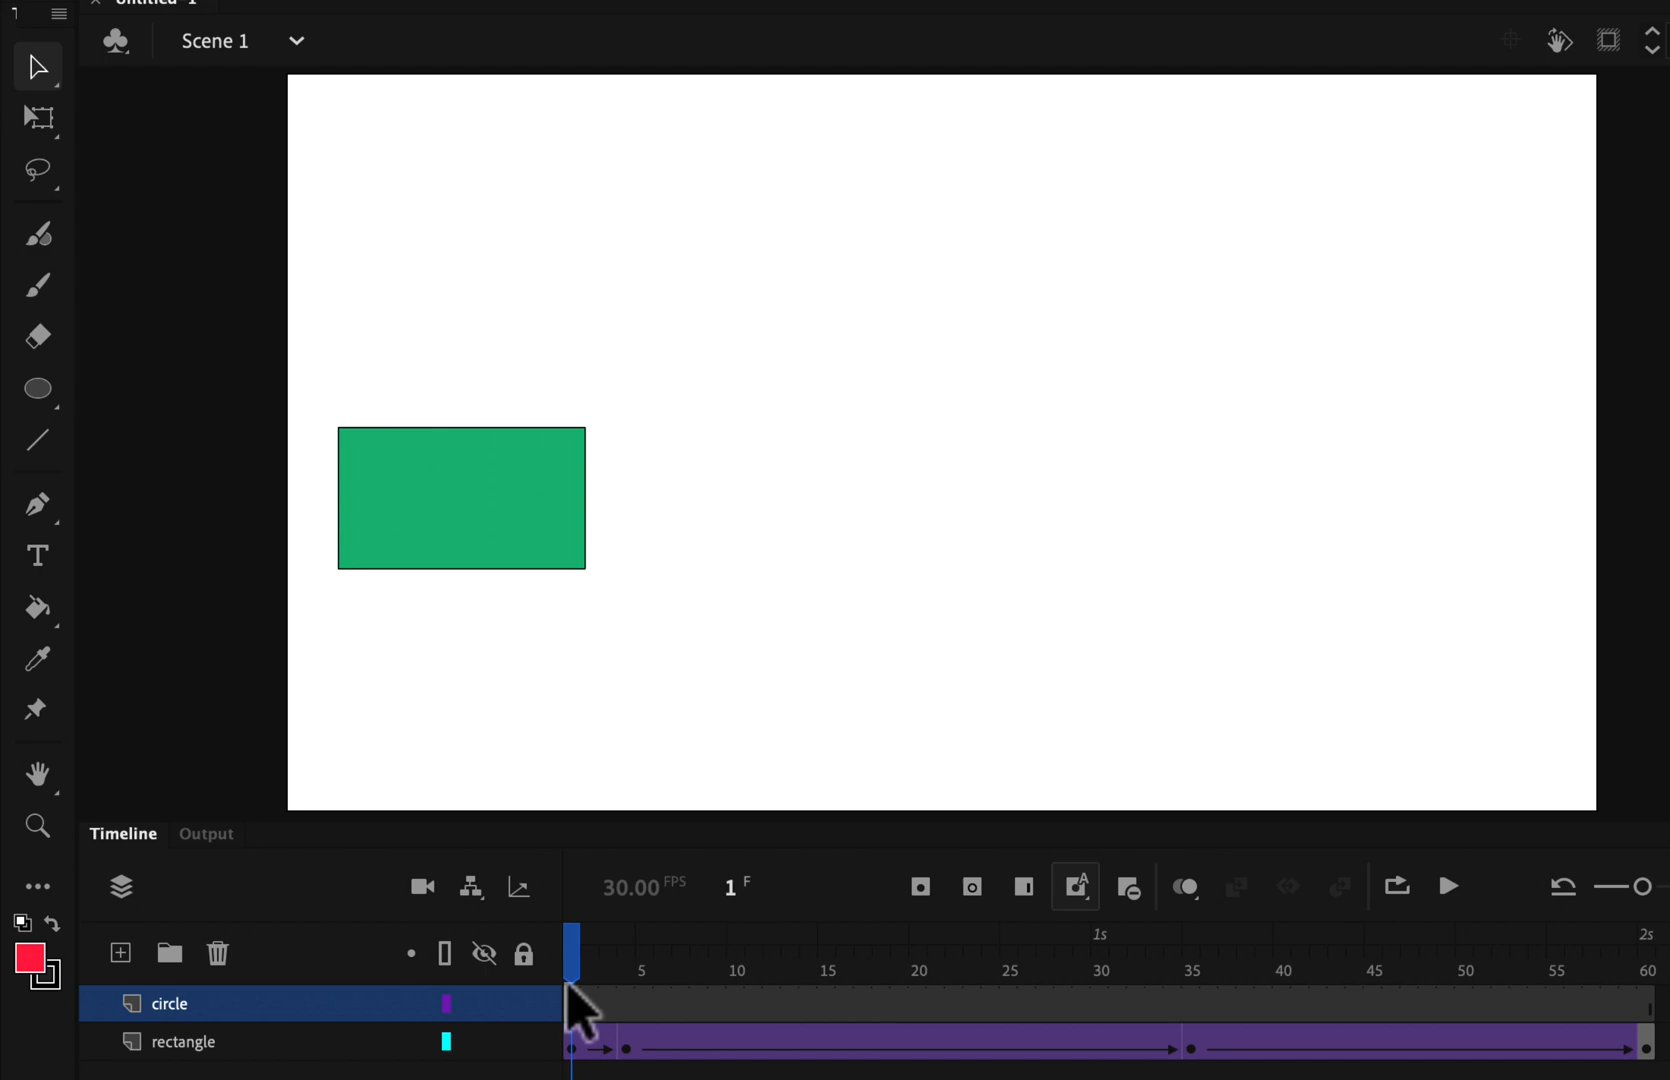 Untitled-1
Scene 1
Timeline Output
30.00 FPS 1 F
1s 2s
5 10 15 20 25 30 35 40 45 50 55 60
circle
rectangle